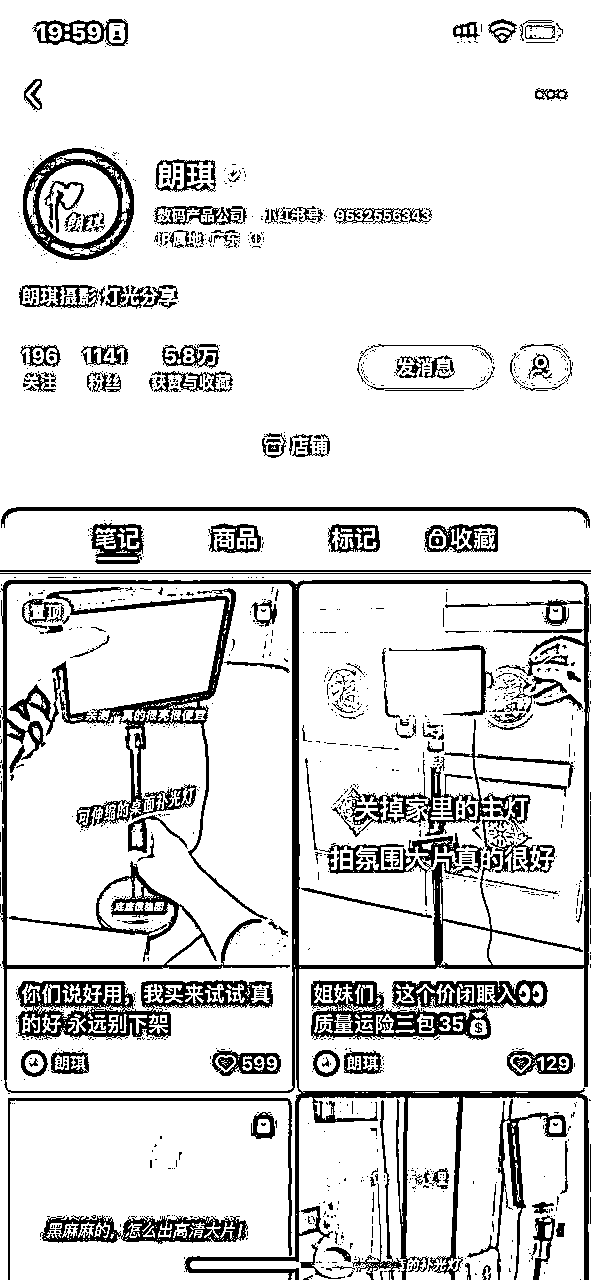 19:59
朗琪
朗琪
数码产品公司 小红书号：9532556343
IP属地：广东
朗琪摄影 灯光分享
196 1141 5.8万
关注 粉丝 获赞与收藏
发消息
店铺
笔记 商品 标记 收藏
置顶
可伸缩的桌面补光灯
关掉家里的主灯
拍氛围大片真的很好
你们说好用，我买来试试 真
的好 永远别下架
朗琪 599
姐妹们，这个价闭眼入👀
质量运险三包35💰
朗琪 129
黑麻麻的，怎么出高清大片！
的补光灯